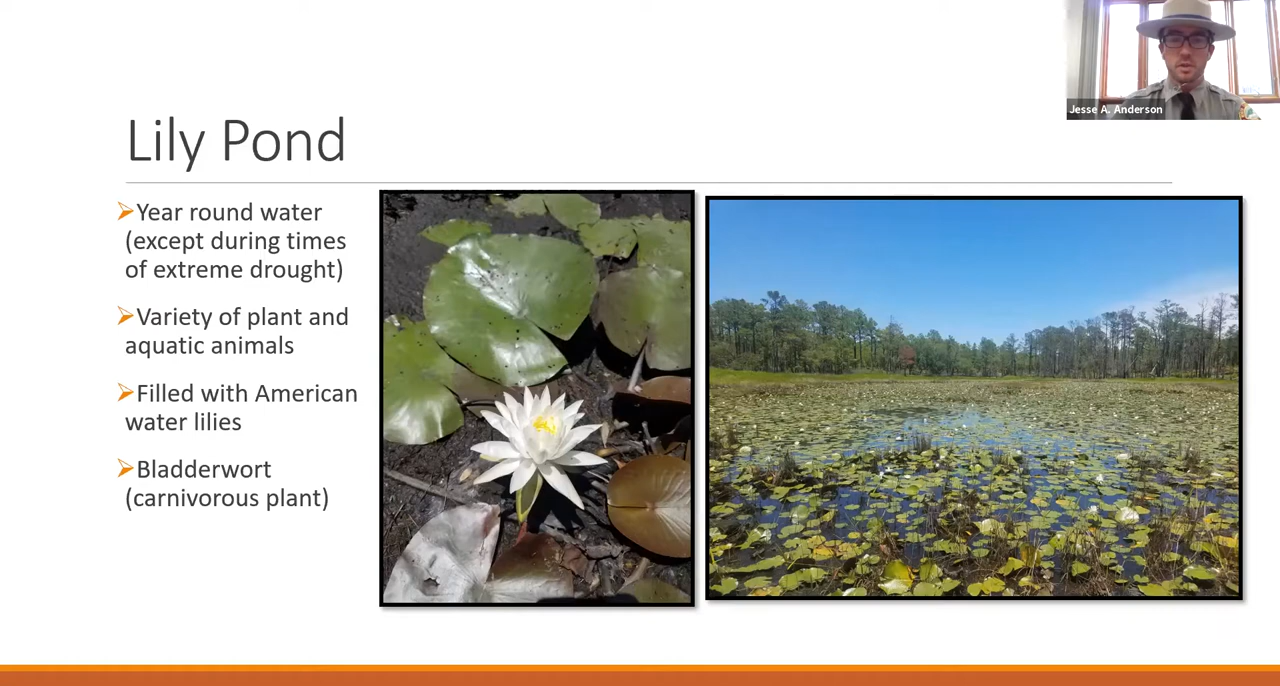 Jesse A. Anderson
Lily Pond
Year round water
(except during times
of extreme drought)
Variety of plant and
aquatic animals
Filled with American
water lilies
Bladderwort
(carnivorous plant)